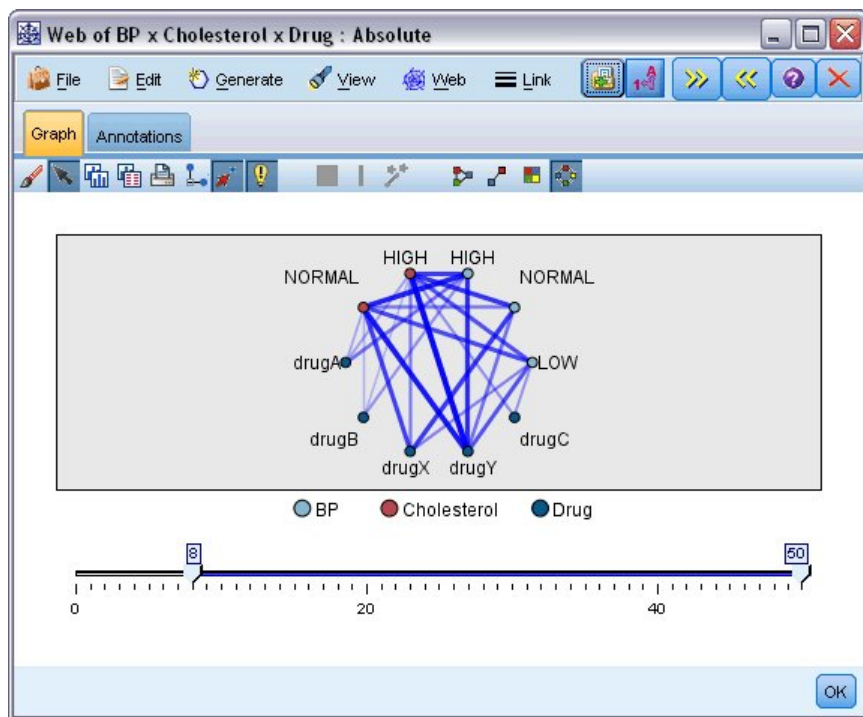 Web of BP x Cholesterol x Drug : Absolute
File Edit Generate View Web Link
Graph Annotations
HIGH HIGH
NORMAL NORMAL
drugA LOW
drugB drugC
drugX drugY
BP Cholesterol Drug
8 50
0 20 40
OK